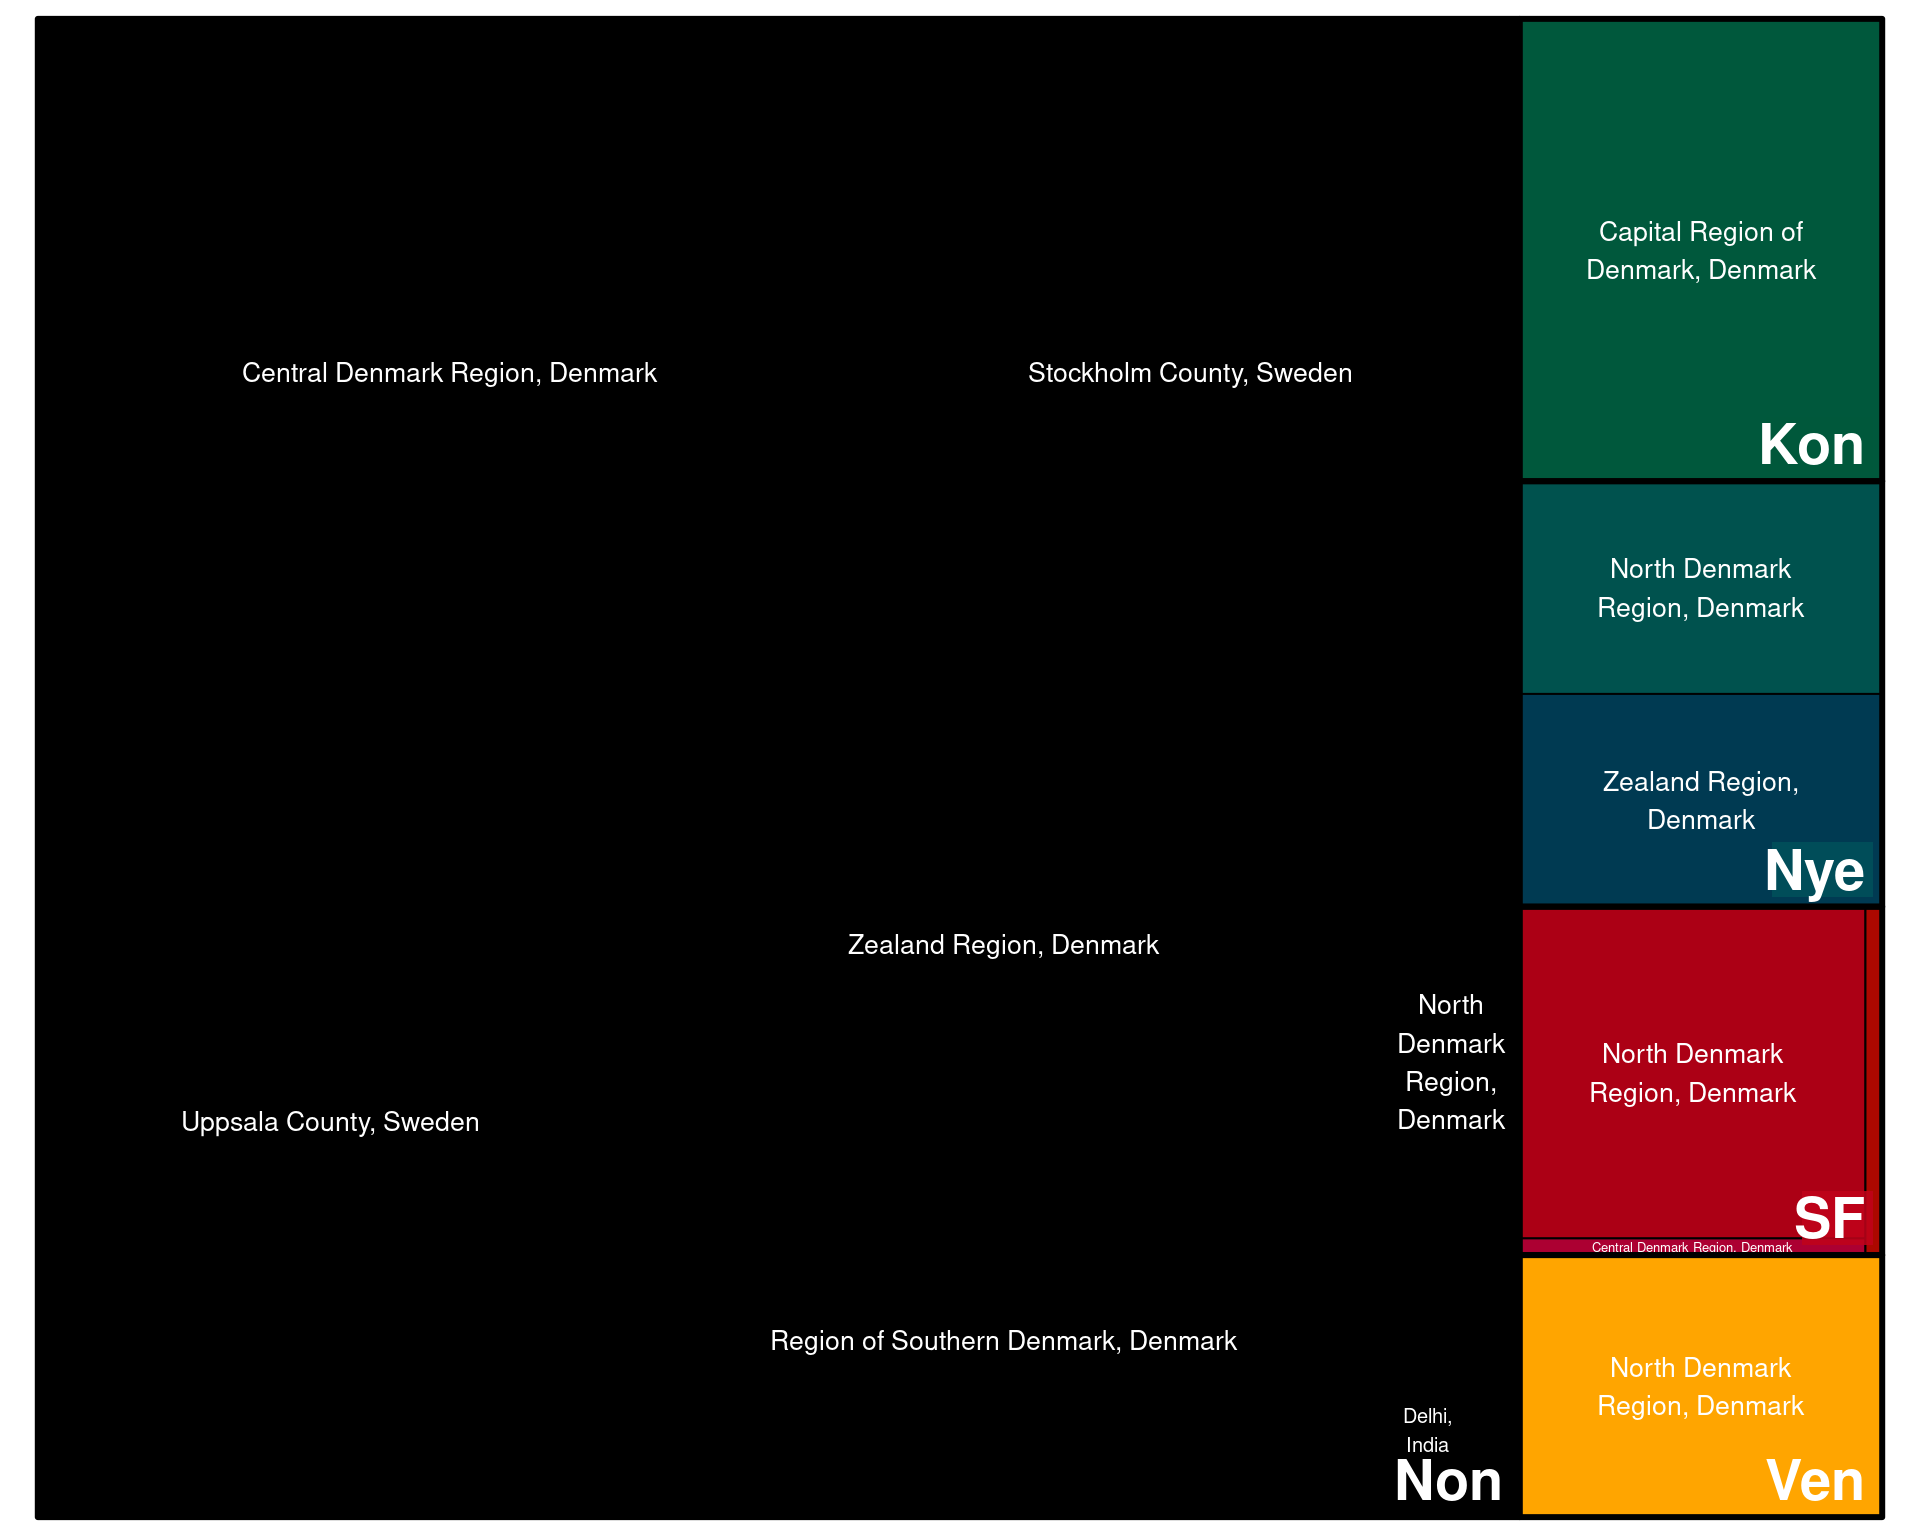 Central Denmark Region, Denmark
Stockholm County, Sweden
Uppsala County, Sweden
Zealand Region, Denmark
Region of Southern Denmark, Denmark
North
Denmark
Region,
Denmark
Delhi,
India
Non
Capital Region of
Denmark, Denmark
Kon
North Denmark
Region, Denmark
Zealand Region,
Denmark
Nye
North Denmark
Region, Denmark
SF
Central Denmark Region, Denmark
North Denmark
Region, Denmark
Ven